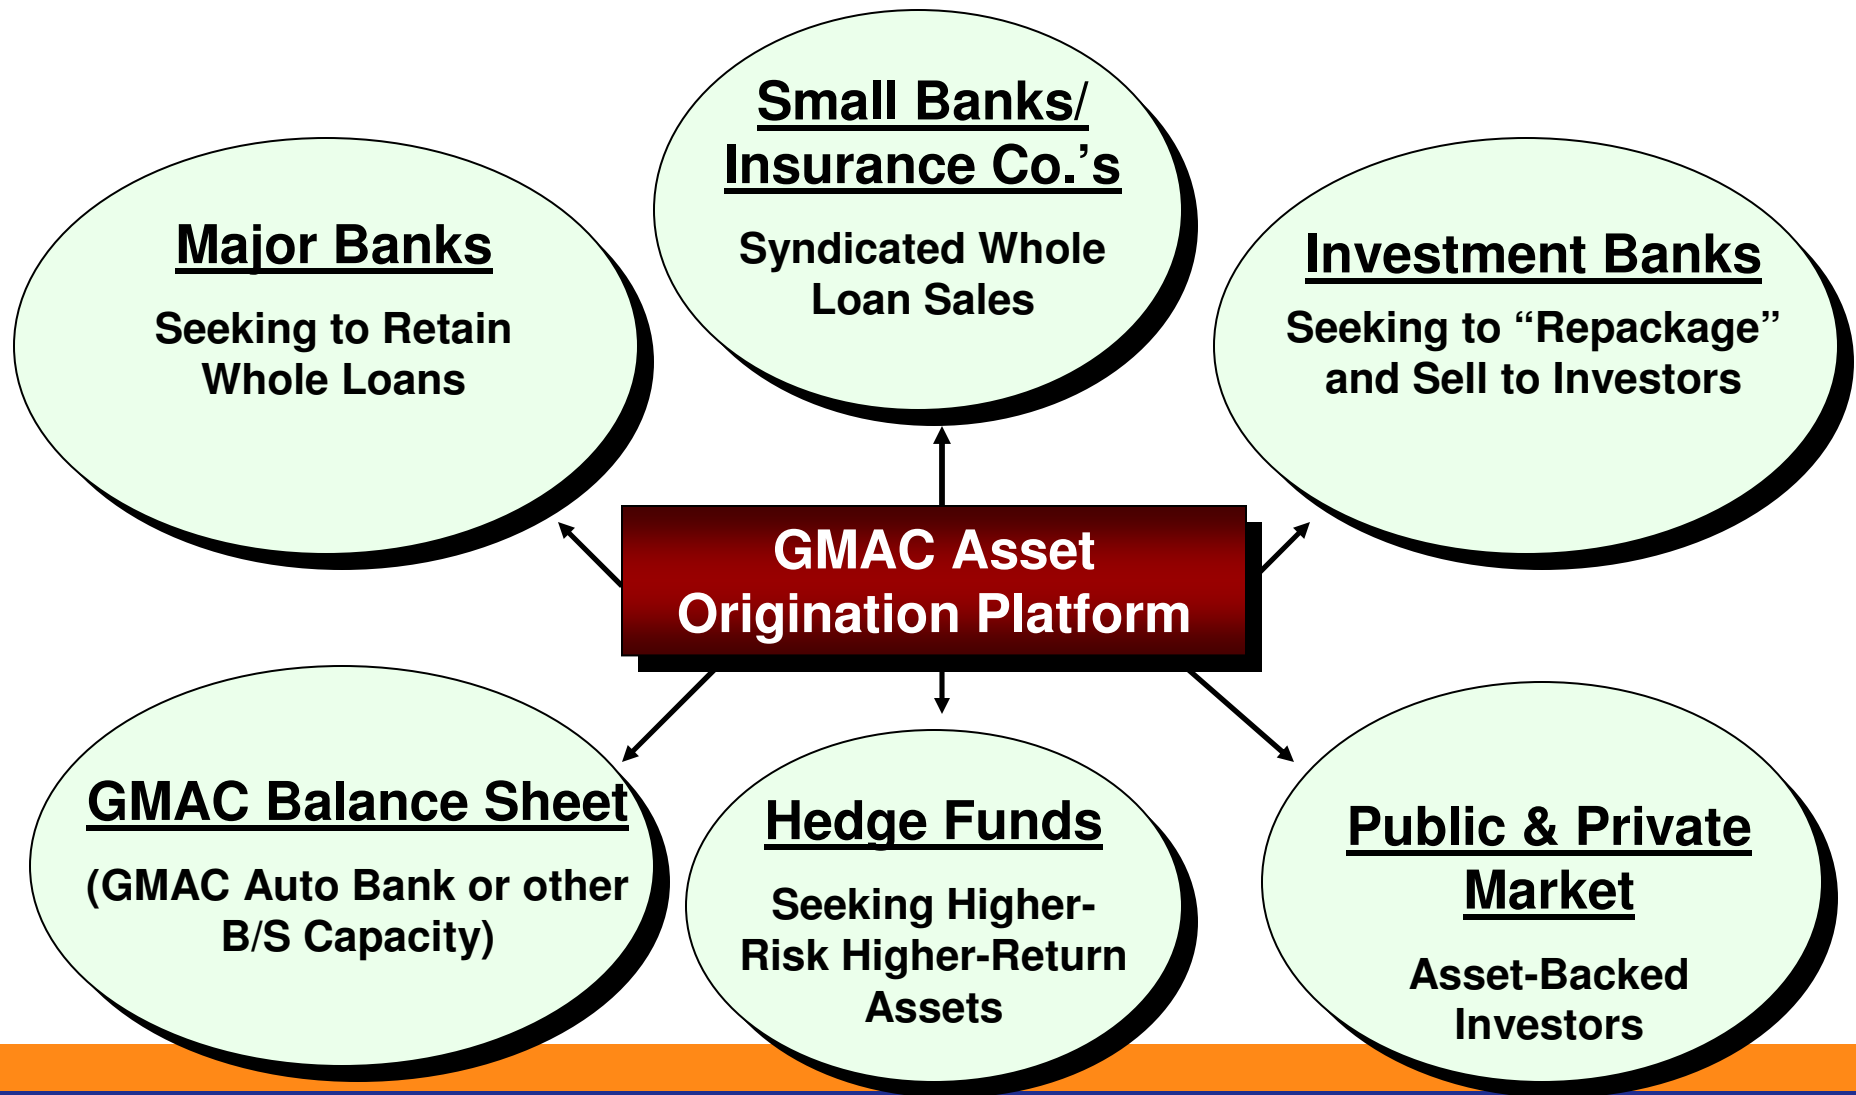 Small Banks/
Insurance Co.’s
Syndicated Whole
Loan Sales
Major Banks
Seeking to Retain
Whole Loans
Investment Banks
Seeking to “Repackage”
and Sell to Investors
GMAC Asset
Origination Platform
GMAC Balance Sheet
(GMAC Auto Bank or other
B/S Capacity)
Hedge Funds
Seeking Higher-
Risk Higher-Return
Assets
Public & Private
Market
Asset-Backed
Investors